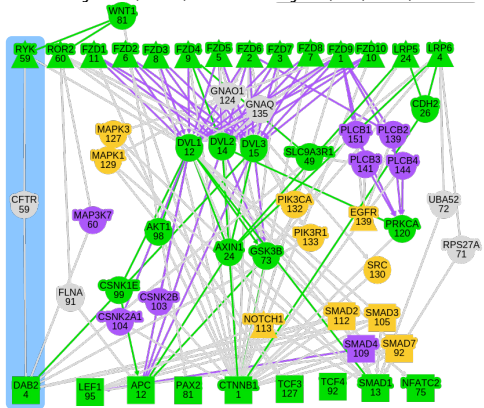 WNT1
81
RYK
59
ROR2
60
FZD1
11
FZD2
6
FZD3
8
FZD4
9
FZD5
5
FZD6
2
FZD7
3
FZD8
7
FZD9
1
FZD10
10
LRP5
24
LRP6
4
GNAO1
124
GNAQ
135
CDH2
26
MAPK3
127
MAPK1
129
DVL1
12
DVL2
14
DVL3
15
SLC9A3R1
49
PLCB1
151
PLCB2
139
PLCB3
141
PLCB4
144
CFTR
59
MAP3K7
60
PIK3CA
132
EGFR
139
PRKCA
120
UBA52
72
AKT1
98
PIK3R1
133
RPS27A
71
AXIN1
24
GSK3B
73
SRC
130
FLNA
91
CSNK1E
99
CSNK2B
103
CSNK2A1
104
NOTCH1
113
SMAD2
112
SMAD3
105
SMAD4
109
SMAD7
92
DAB2
4
LEF1
95
APC
12
PAX2
81
CTNNB1
1
TCF3
127
TCF4
92
SMAD1
13
NFATC2
75